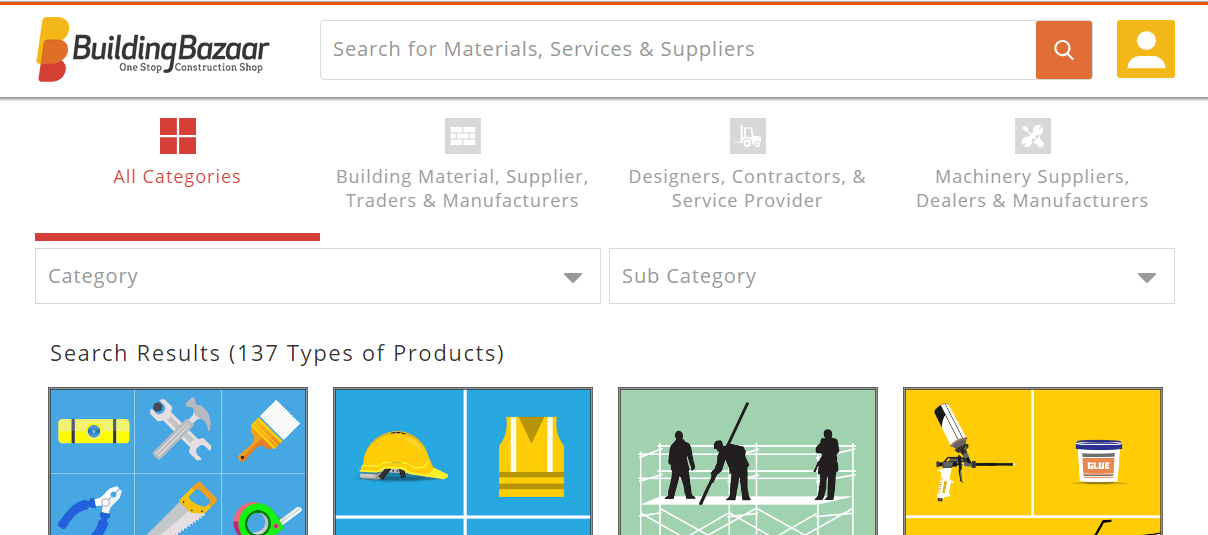 BuildingBazaar
One Stop Construction Shop
Search for Materials, Services & Suppliers
All Categories
Building Material, Supplier,
Traders & Manufacturers
Designers, Contractors, &
Service Provider
Machinery Suppliers,
Dealers & Manufacturers
Category
Sub Category
Search Results (137 Types of Products)
GLUE